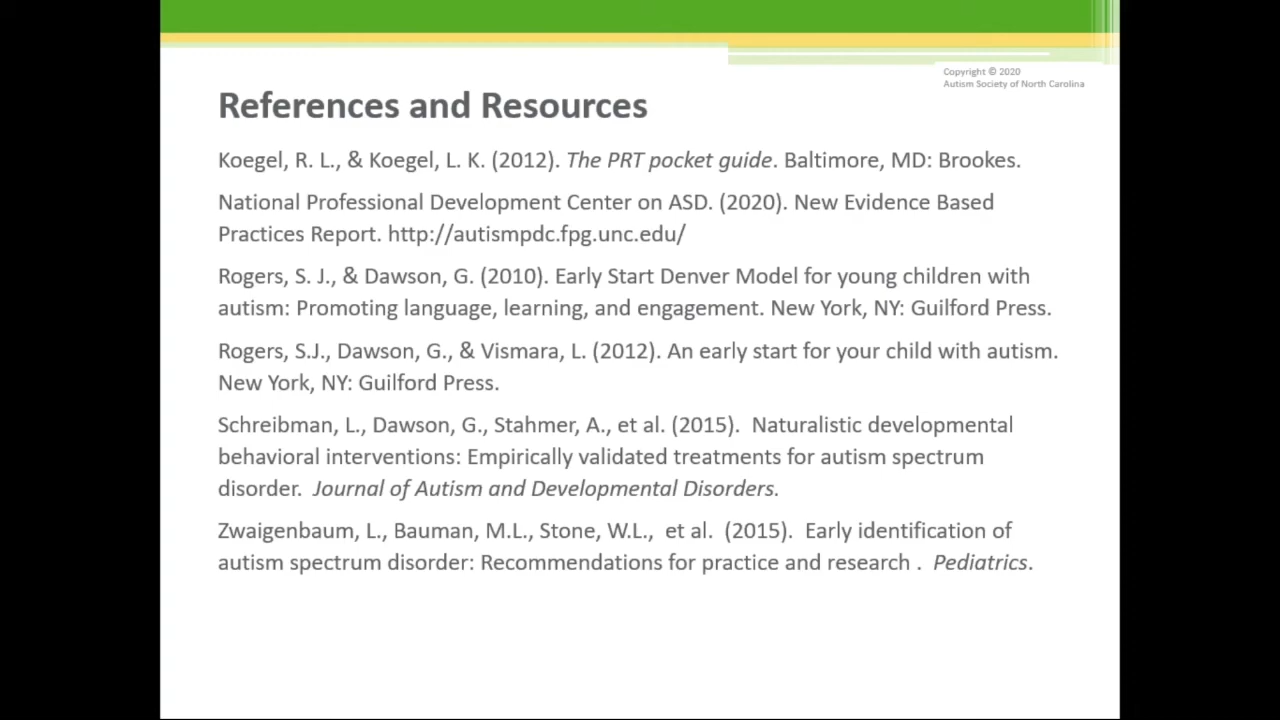 Copyright © 2020
Autism Society of North Carolina
References and Resources
Koegel, R. L., & Koegel, L. K. (2012). The PRT pocket guide. Baltimore, MD: Brookes.
National Professional Development Center on ASD. (2020). New Evidence Based
Practices Report. http://autismpdc.fpg.unc.edu/
Rogers, S. J., & Dawson, G. (2010). Early Start Denver Model for young children with
autism: Promoting language, learning, and engagement. New York, NY: Guilford Press.
Rogers, S.J., Dawson, G., & Vismara, L. (2012). An early start for your child with autism.
New York, NY: Guilford Press.
Schreibman, L., Dawson, G., Stahmer, A., et al. (2015).  Naturalistic developmental
behavioral interventions: Empirically validated treatments for autism spectrum
disorder.  Journal of Autism and Developmental Disorders.
Zwaigenbaum, L., Bauman, M.L., Stone, W.L.,  et al.  (2015).  Early identification of
autism spectrum disorder: Recommendations for practice and research .  Pediatrics.